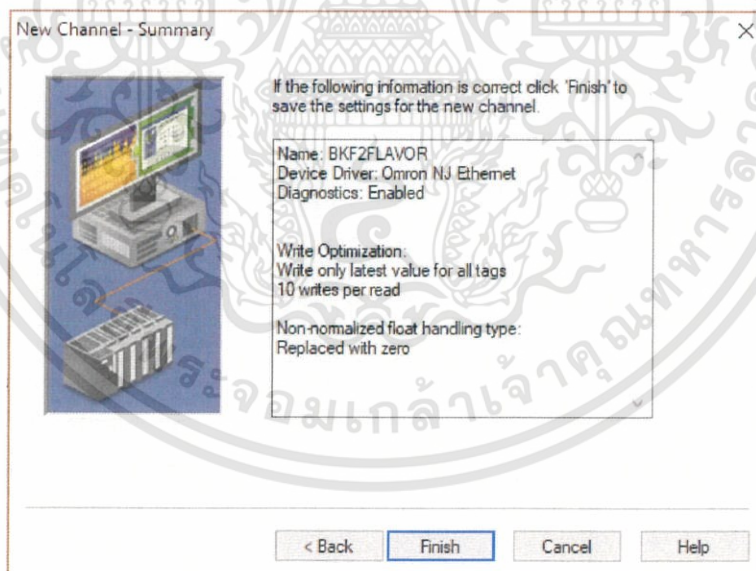 New Channel - Summary
If the following information is correct click 'Finish' to
save the settings for the new channel.
Name: BKF2FLAVOR
Device Driver: Omron NJ Ethernet
Diagnostics: Enabled
Write Optimization:
Write only latest value for all tags
10 writes per read
Non-normalized float handling type:
Replaced with zero
< Back
Finish
Cancel
Help